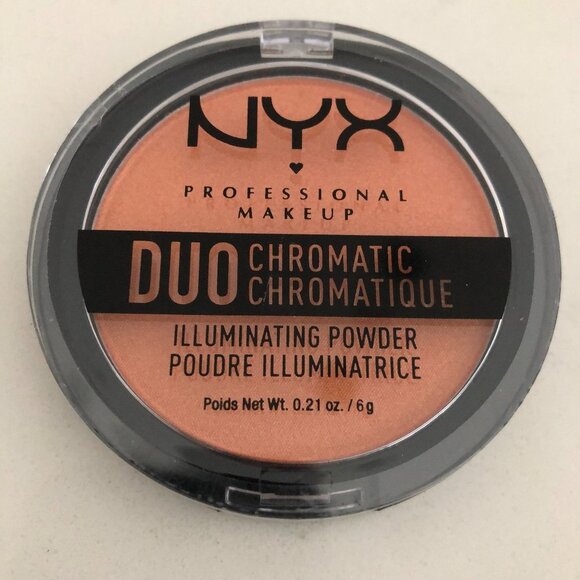 NYX
PROFESSIONAL
MAKEUP
DUO CHROMATIC
CHROMATIQUE
ILLUMINATING POWDER
POUDRE ILLUMINATRICE
Poids Net Wt. 0.21 oz. / 6g